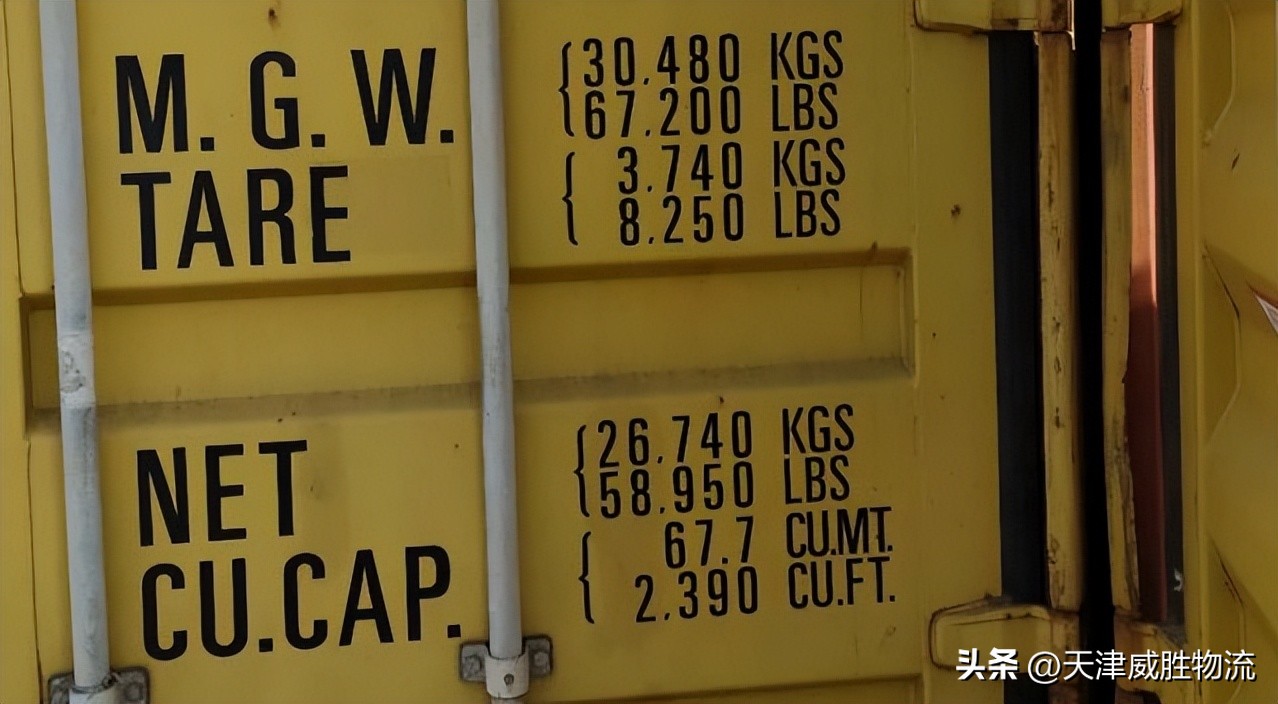 M. G. W. 30.480 KGS
67.200 LBS
TARE 3.740 KGS
8.250 LBS
NET 26.740 KGS
58.950 LBS
CU.CAP. 67.7 CU.MT.
2.390 CU.FT.
头条 @天津威胜物流